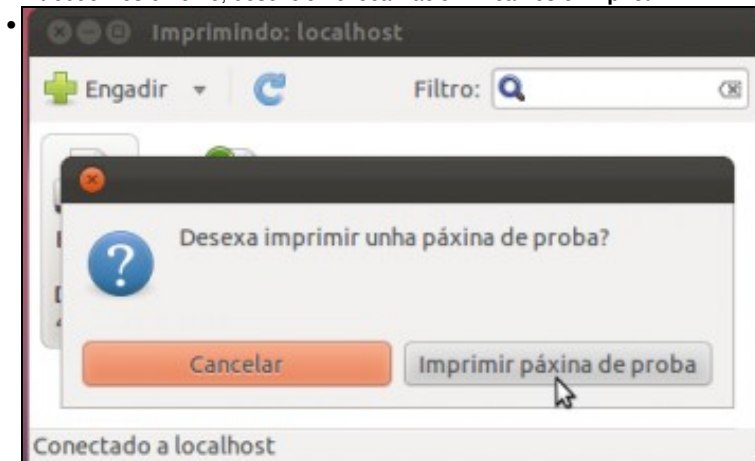 Imprimindo: localhost
Engadir Filtro:
Desexa imprimir unha páxina de proba?
Cancelar Imprimir páxina de proba
Conectado a localhost